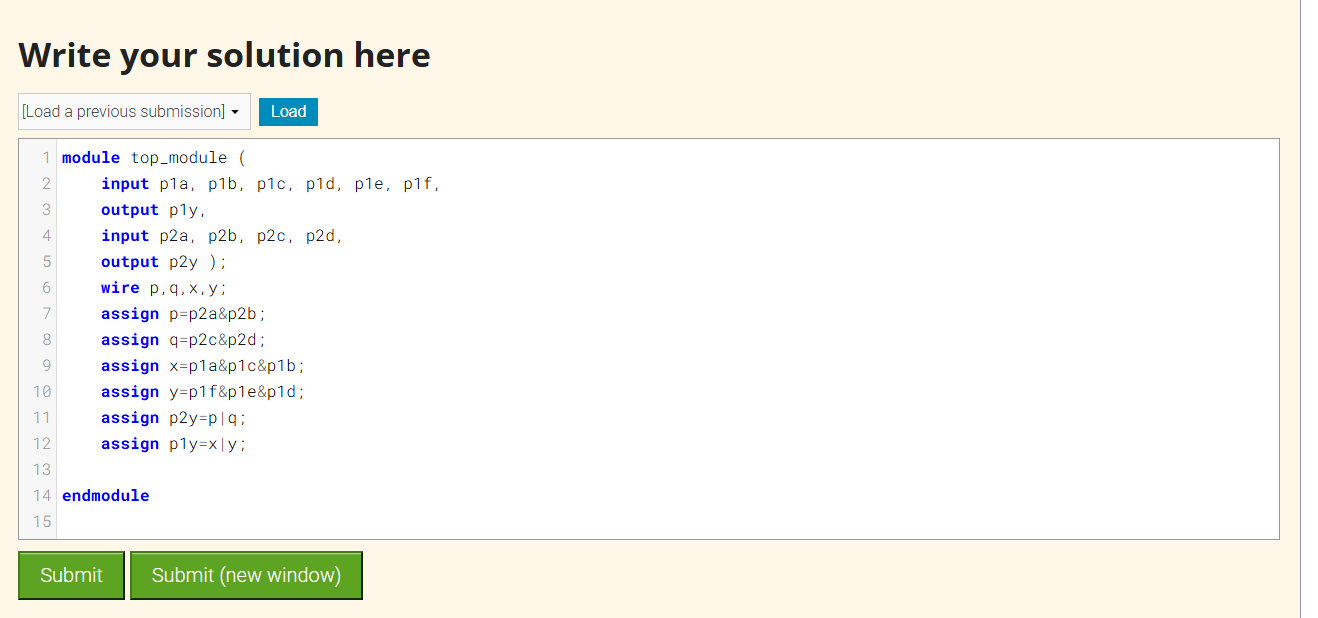 Write your solution here
[Load a previous submission] Load
1 module top_module (
2 input p1a, p1b, p1c, p1d, p1e, p1f,
3 output p1y,
4 input p2a, p2b, p2c, p2d,
5 output p2y );
6 wire p,q,x,y;
7 assign p=p2a&p2b;
8 assign q=p2c&p2d;
9 assign x=p1a&p1c&p1b;
10 assign y=p1f&p1e&p1d;
11 assign p2y=p|q;
12 assign p1y=x|y;
13
14 endmodule
15
Submit Submit (new window)